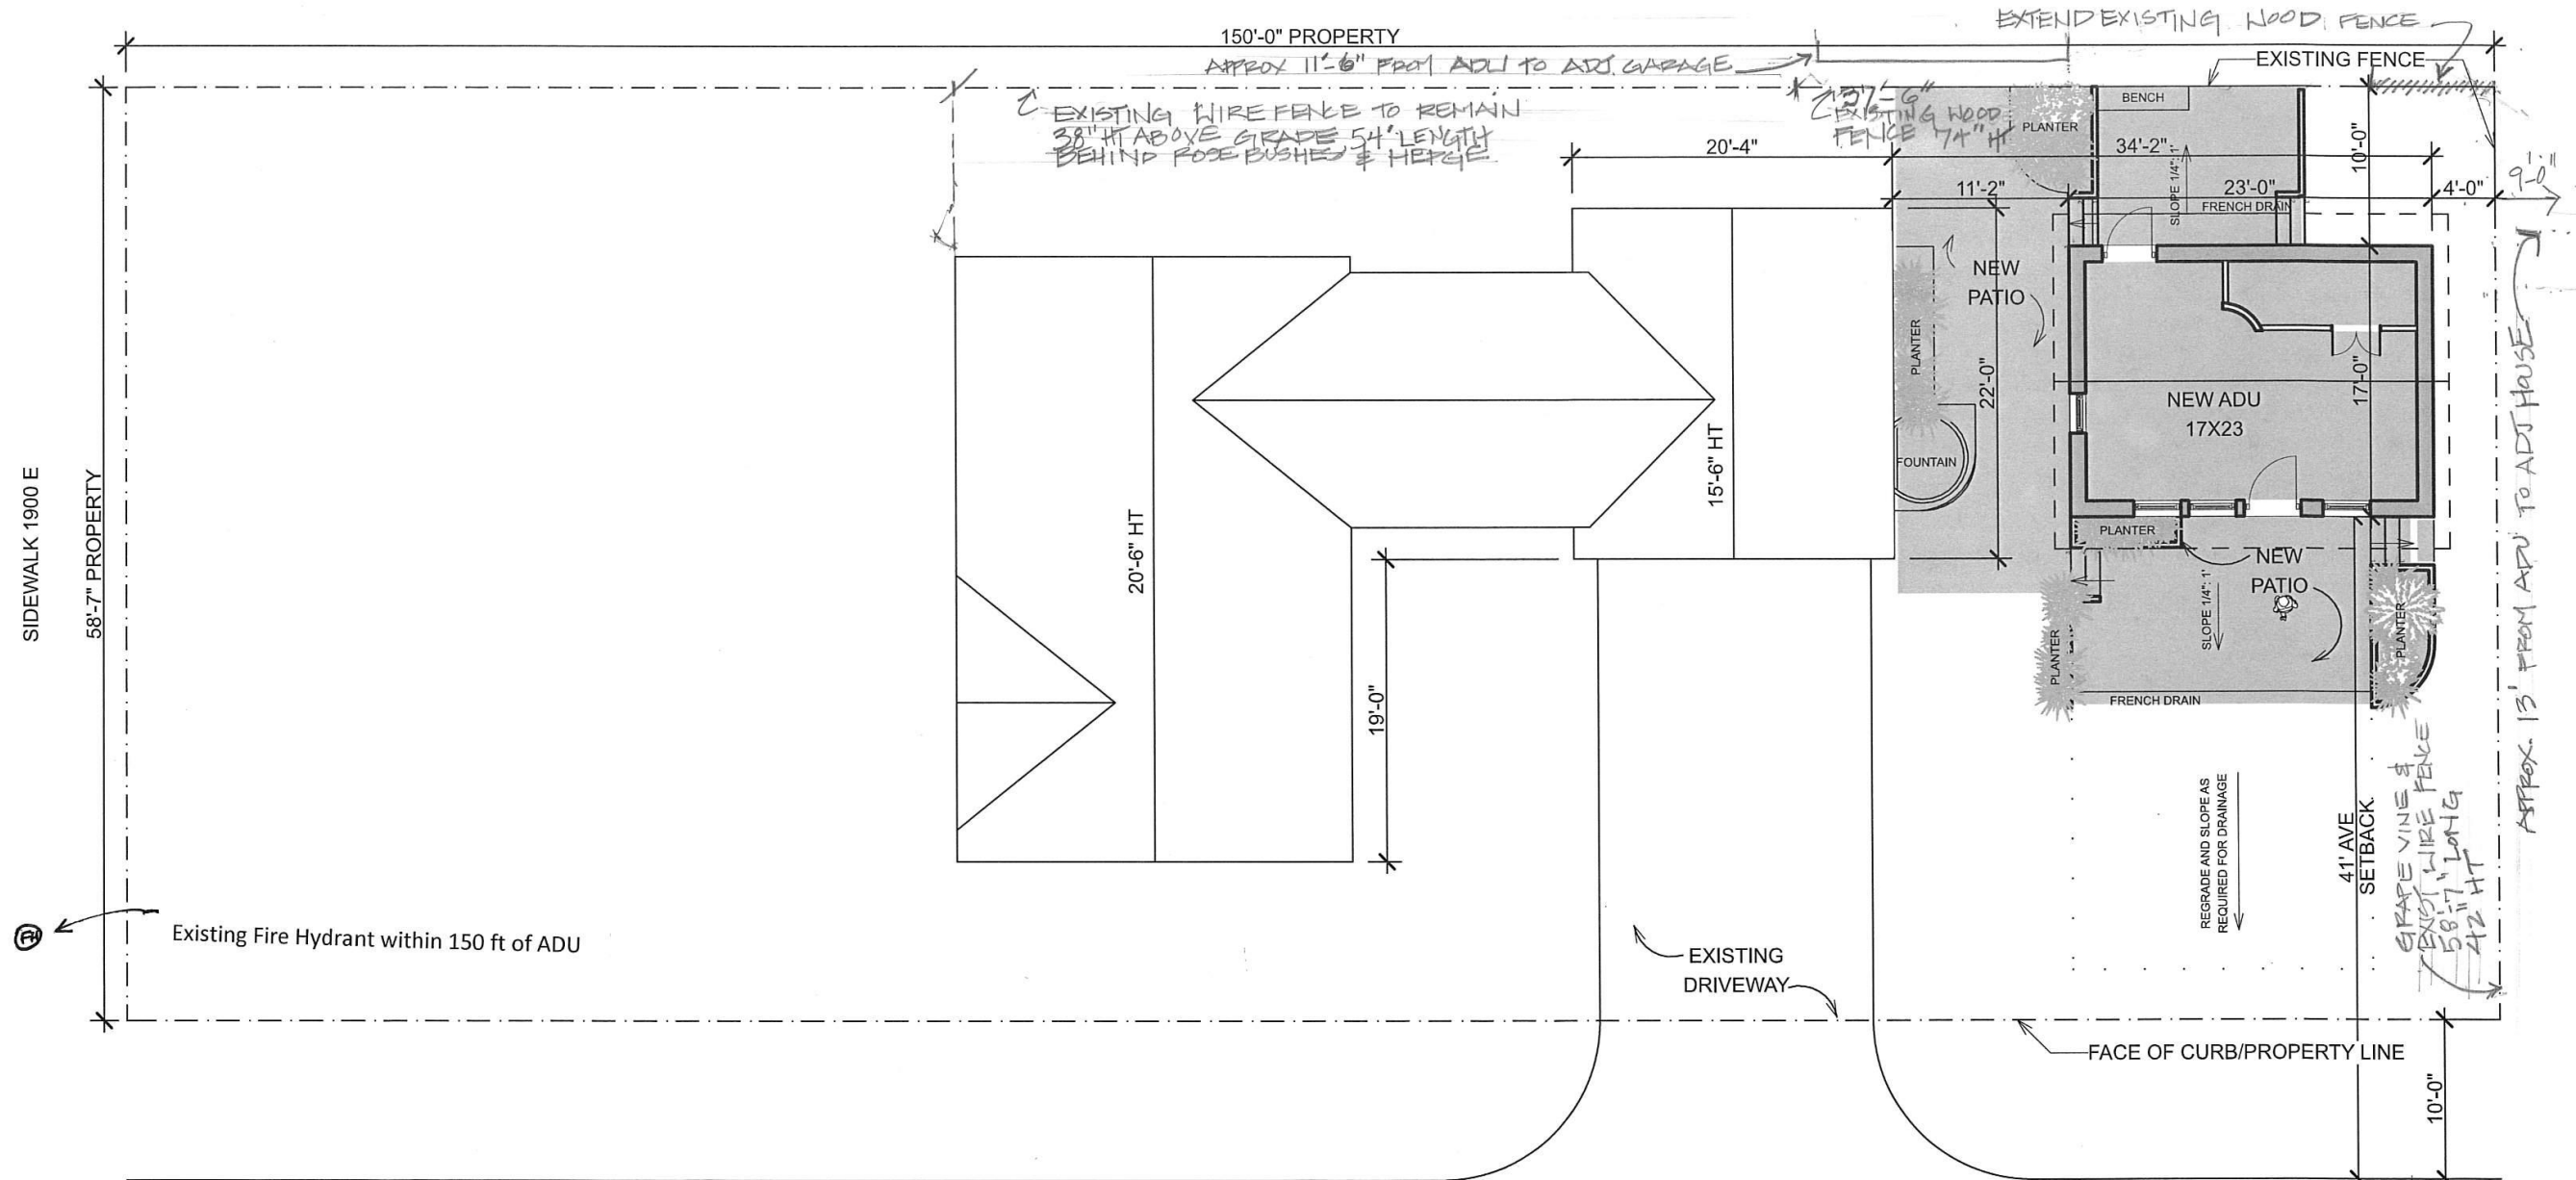 EXTEND EXISTING WOOD FENCE
150'-0" PROPERTY
APPROX 11'-6" FROM ADU TO ADJ. GARAGE
EXISTING FENCE
EXISTING WIRE FENCE TO REMAIN
38" HT ABOVE GRADE 54' LENGTH
BEHIND ROSE BUSHES & HEDGE
37'-6"
EXISTING WOOD
FENCE 74" HT
BENCH
PLANTER
20'-4"
34'-2"
10'-0"
SLOPE 1/4": 1'
11'-2"
23'-0"
4'-0"
9'-0"
FRENCH DRAIN
NEW
PATIO
PLANTER
22'-0"
FOUNTAIN
NEW ADU
17X23
17'-0"
APPROX. 13' FROM ADU TO ADJ HOUSE
SIDEWALK 1900 E
58'-7" PROPERTY
20'-6" HT
15'-6" HT
19'-0"
PLANTER
NEW
PATIO
SLOPE 1/4": 1'
PLANTER
PLANTER
FRENCH DRAIN
REGRADE AND SLOPE AS
REQUIRED FOR DRAINAGE
41' AVE
SETBACK
GRAPE VINE &
EXIST WIRE FENCE
58'-7" LONG
42" HT
FH
Existing Fire Hydrant within 150 ft of ADU
EXISTING
DRIVEWAY
FACE OF CURB/PROPERTY LINE
10'-0"